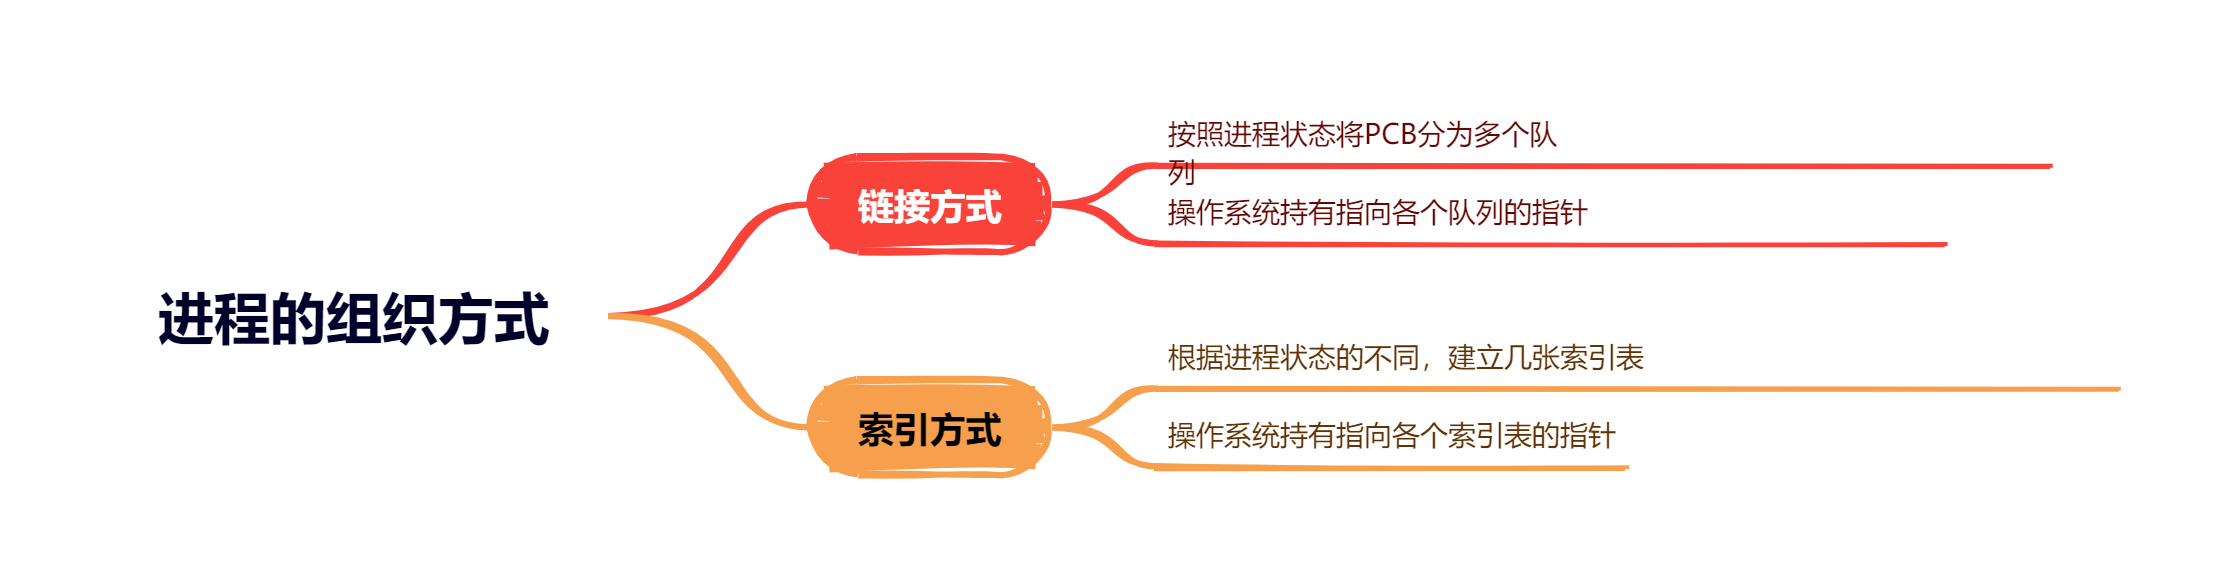 进程的组织方式
链接方式
按照进程状态将PCB分为多个队
列
操作系统持有指向各个队列的指针
索引方式
根据进程状态的不同，建立几张索引表
操作系统持有指向各个索引表的指针